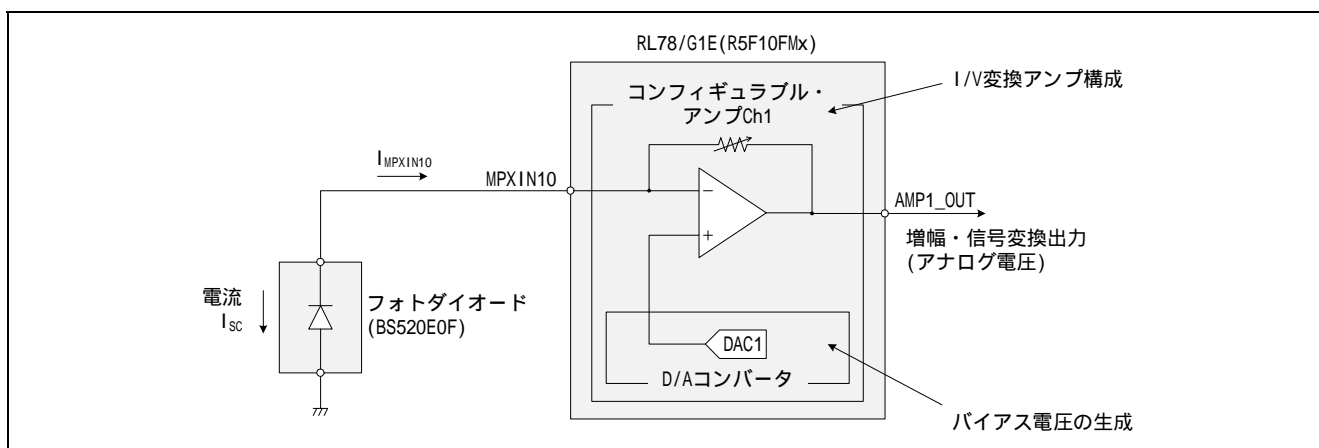 RL78/G1E(R5F10FMx)
I/V変換アンプ構成
コンフィギュラブル・
アンプCh1
I MPXIN10
MPXIN10
−
+
AMP1_OUT
増幅・信号変換出力
(アナログ電圧)
電流
I SC
フォトダイオード
(BS520E0F)
DAC1
D/Aコンバータ
バイアス電圧の生成